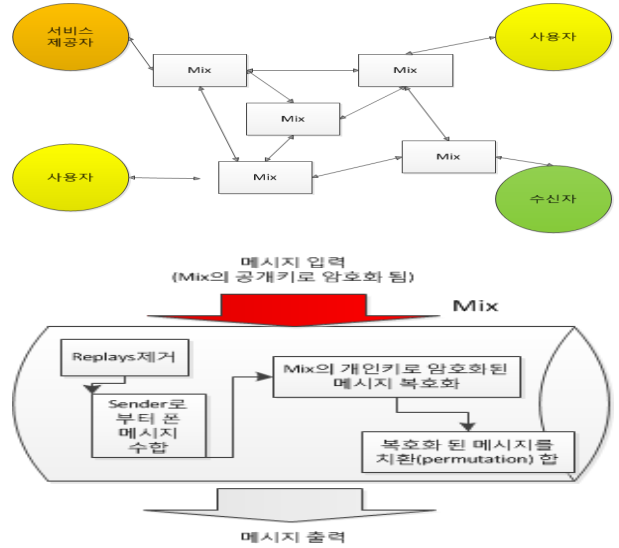 서비스
제공자
사용자
Mix
Mix
Mix
Mix
사용자
Mix
수신자
메시지 입력
(Mix의 공개키로 암호화 됨)
Mix
Replays제거
Sender로
부터 폰
메시지
수합
Mix의 개인키로 암호화된
메시지 복호화
복호화 된 메시지를
치환(permutation) 합
메시지 출력